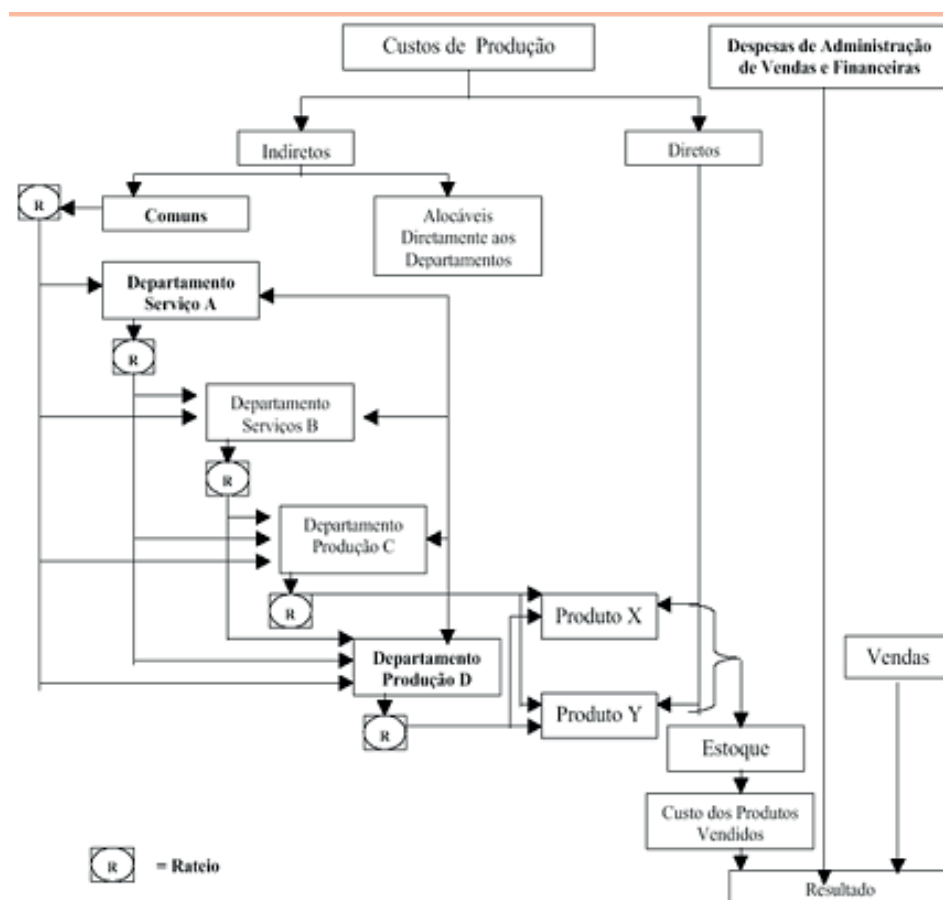 Custos de Produção
Despesas de Administração
de Vendas e Financeiras
Indiretos
Diretos
R
Comuns
Alocáveis
Diretamente aos
Departamentos
Departamento
Serviço A
R
Departamento
Serviços B
R
Departamento
Produção C
R
Produto X
Departamento
Produção D
Vendas
Produto Y
R
Estoque
Custo dos Produtos
Vendidos
R = Rateio
Resultado